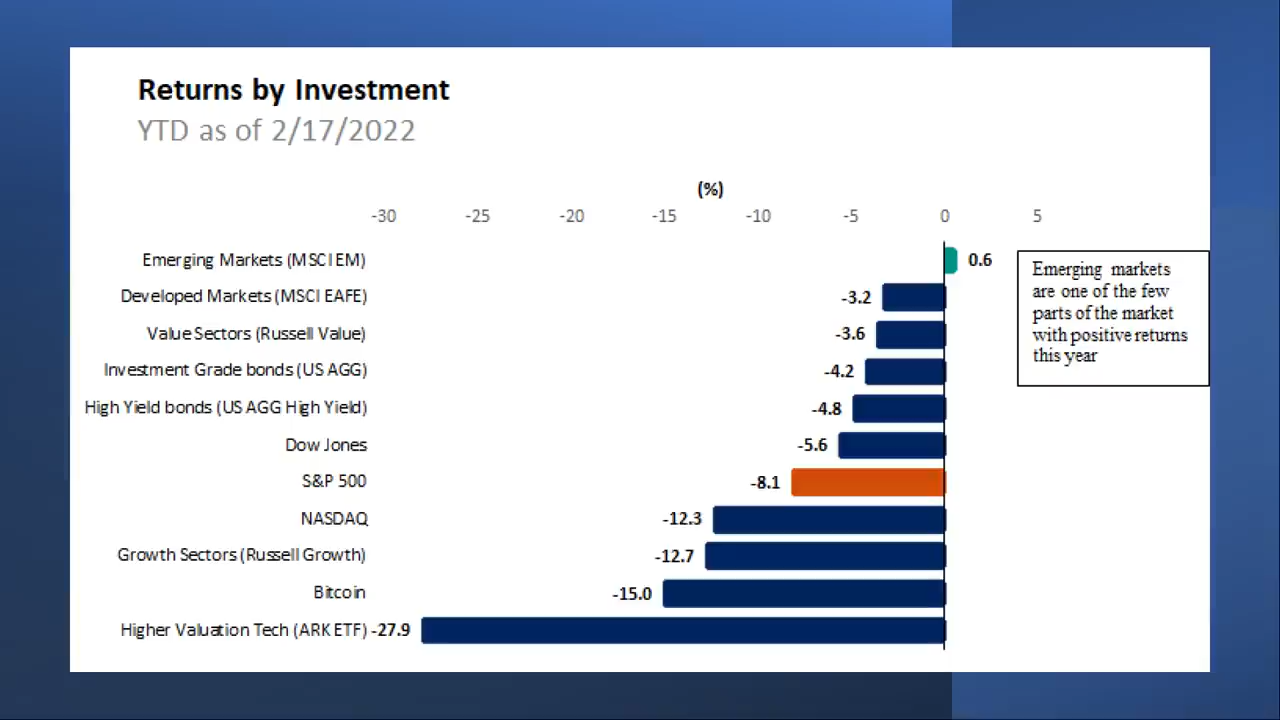 Returns by Investment
YTD as of 2/17/2022
(%)
-30 -25 -20 -15 -10 -5 0 5
Emerging Markets (MSCI EM) 0.6
Developed Markets (MSCI EAFE) -3.2
Value Sectors (Russell Value) -3.6
Investment Grade bonds (US AGG) -4.2
High Yield bonds (US AGG High Yield) -4.8
Dow Jones -5.6
S&P 500 -8.1
NASDAQ -12.3
Growth Sectors (Russell Growth) -12.7
Bitcoin -15.0
Higher Valuation Tech (ARK ETF) -27.9
Emerging markets
are one of the few
parts of the market
with positive returns
this year